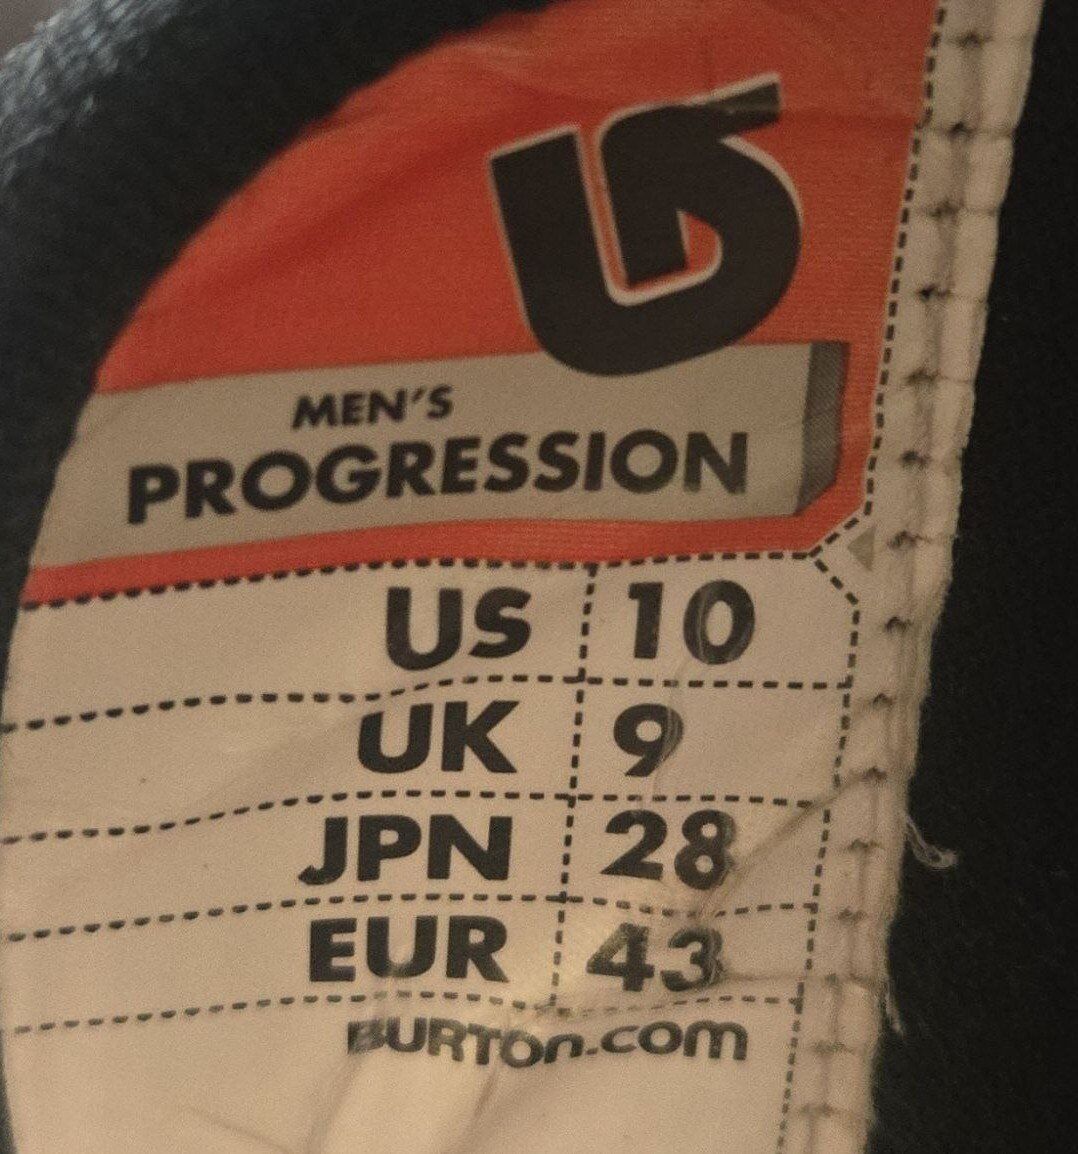 MEN'S
PROGRESSION
US 10
UK 9
JPN 28
EUR 43
BURTON.COM